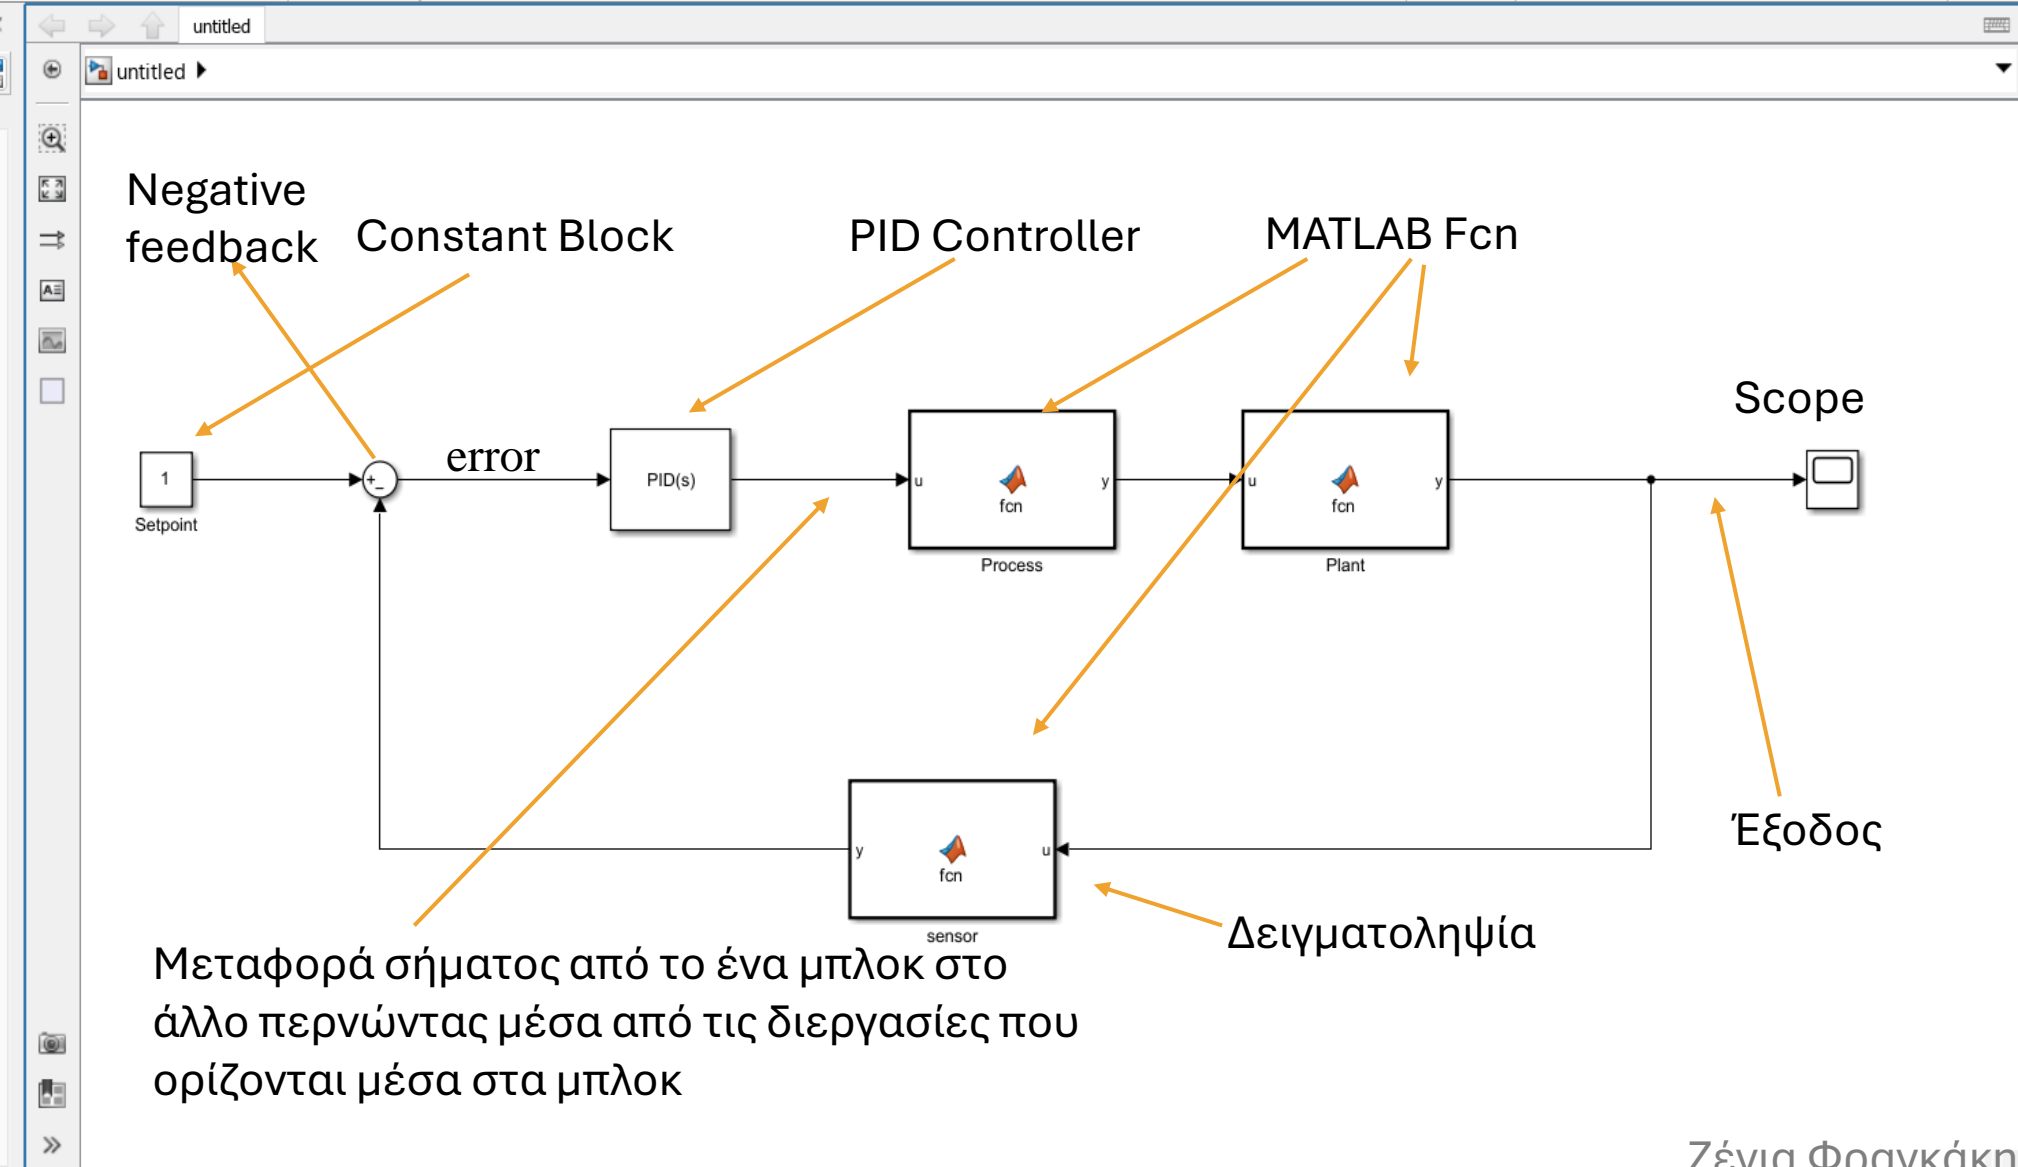 untitled
untitled
Negative
feedback
Constant Block
PID Controller
MATLAB Fcn
Scope
error
1
Setpoint
+
−
PID(s)
u
fcn
y
Process
u
fcn
y
Plant
y
fcn
u
sensor
Έξοδος
Δειγματοληψία
Μεταφορά σήματος από το ένα μπλοκ στο
άλλο περνώντας μέσα από τις διεργασίες που
ορίζονται μέσα στα μπλοκ
Ζένια Φραγκάκη